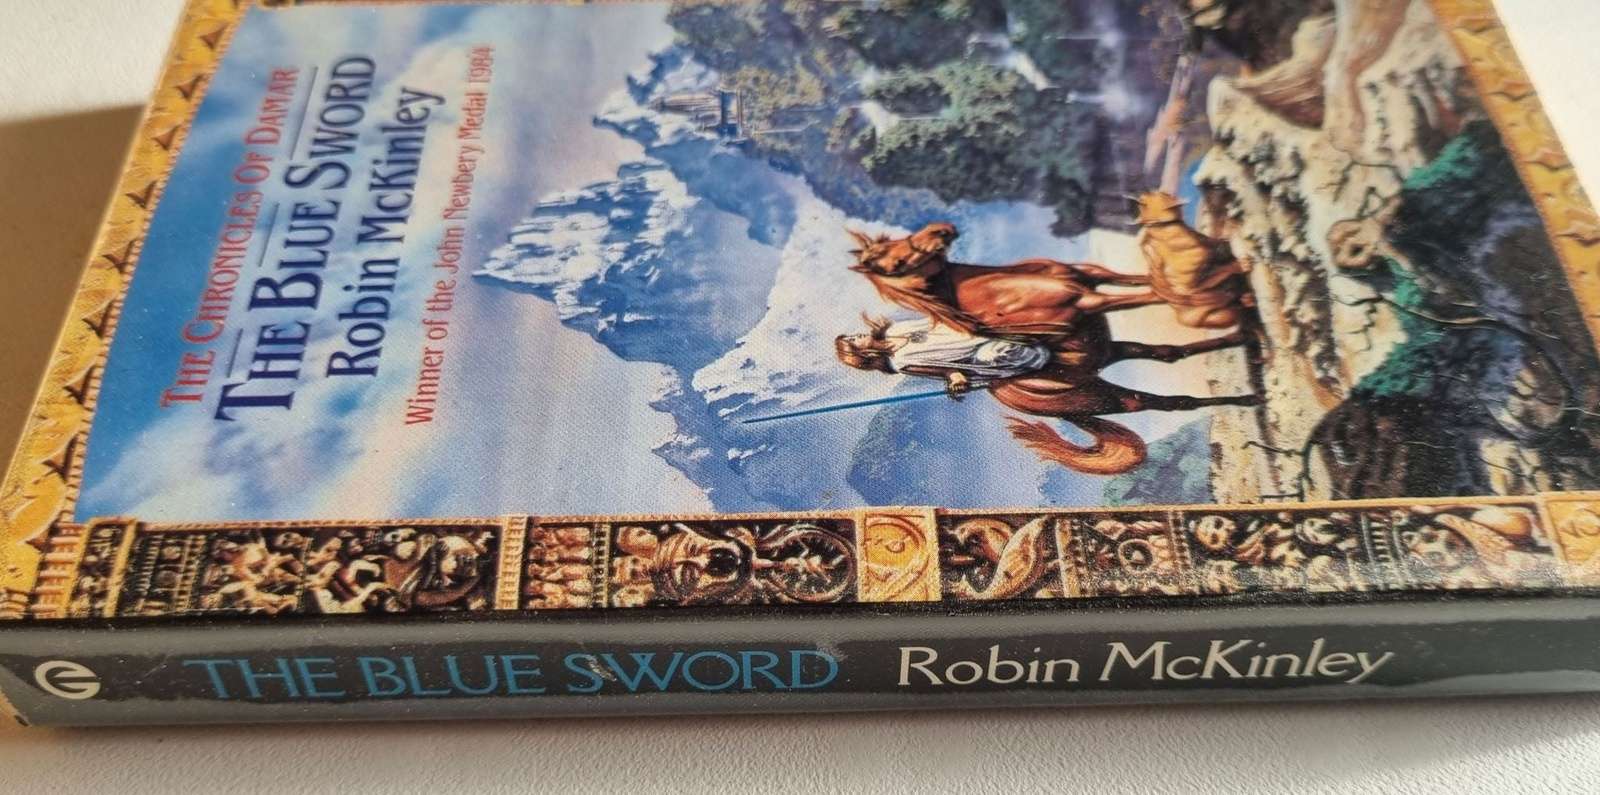 THE CHRONICLES OF DAMAR
THE BLUE SWORD
Robin McKinley
Winner of the John Newbery Medal 1984
THE BLUE SWORD Robin McKinley